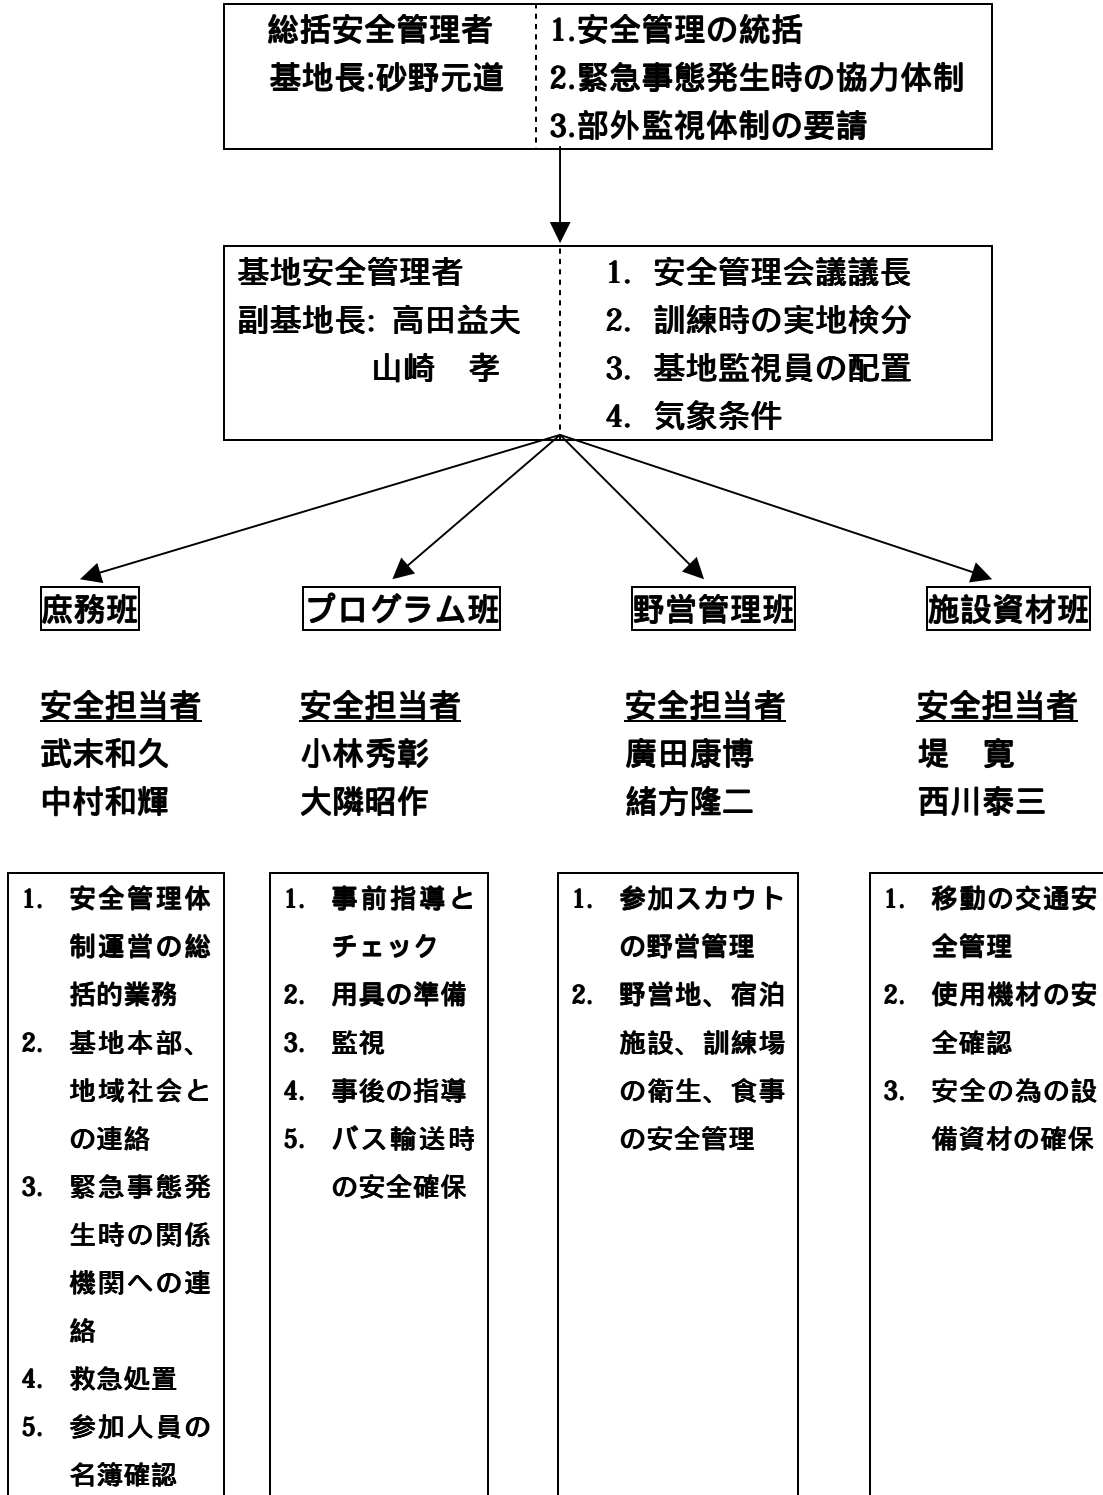 総括安全管理者
基地長:砂野元道
1.安全管理の統括
2.緊急事態発生時の協力体制
3.部外監視体制の要請
基地安全管理者
副基地長: 高田益夫
山崎　孝
1. 安全管理会議議長
2. 訓練時の実地検分
3. 基地監視員の配置
4. 気象条件
庶務班
安全担当者
武末和久
中村和輝
1. 安全管理体
制運営の総
括的業務
2. 基地本部、
地域社会と
の連絡
3. 緊急事態発
生時の関係
機関への連
絡
4. 救急処置
5. 参加人員の
名簿確認
プログラム班
安全担当者
小林秀彰
大隣昭作
1. 事前指導と
チェック
2. 用具の準備
3. 監視
4. 事後の指導
5. バス輸送時
の安全確保
野営管理班
安全担当者
廣田康博
緒方隆二
1. 参加スカウト
の野営管理
2. 野営地、宿泊
施設、訓練場
の衛生、食事
の安全管理
施設資材班
安全担当者
堤　寛
西川泰三
1. 移動の交通安
全管理
2. 使用機材の安
全確認
3. 安全の為の設
備資材の確保